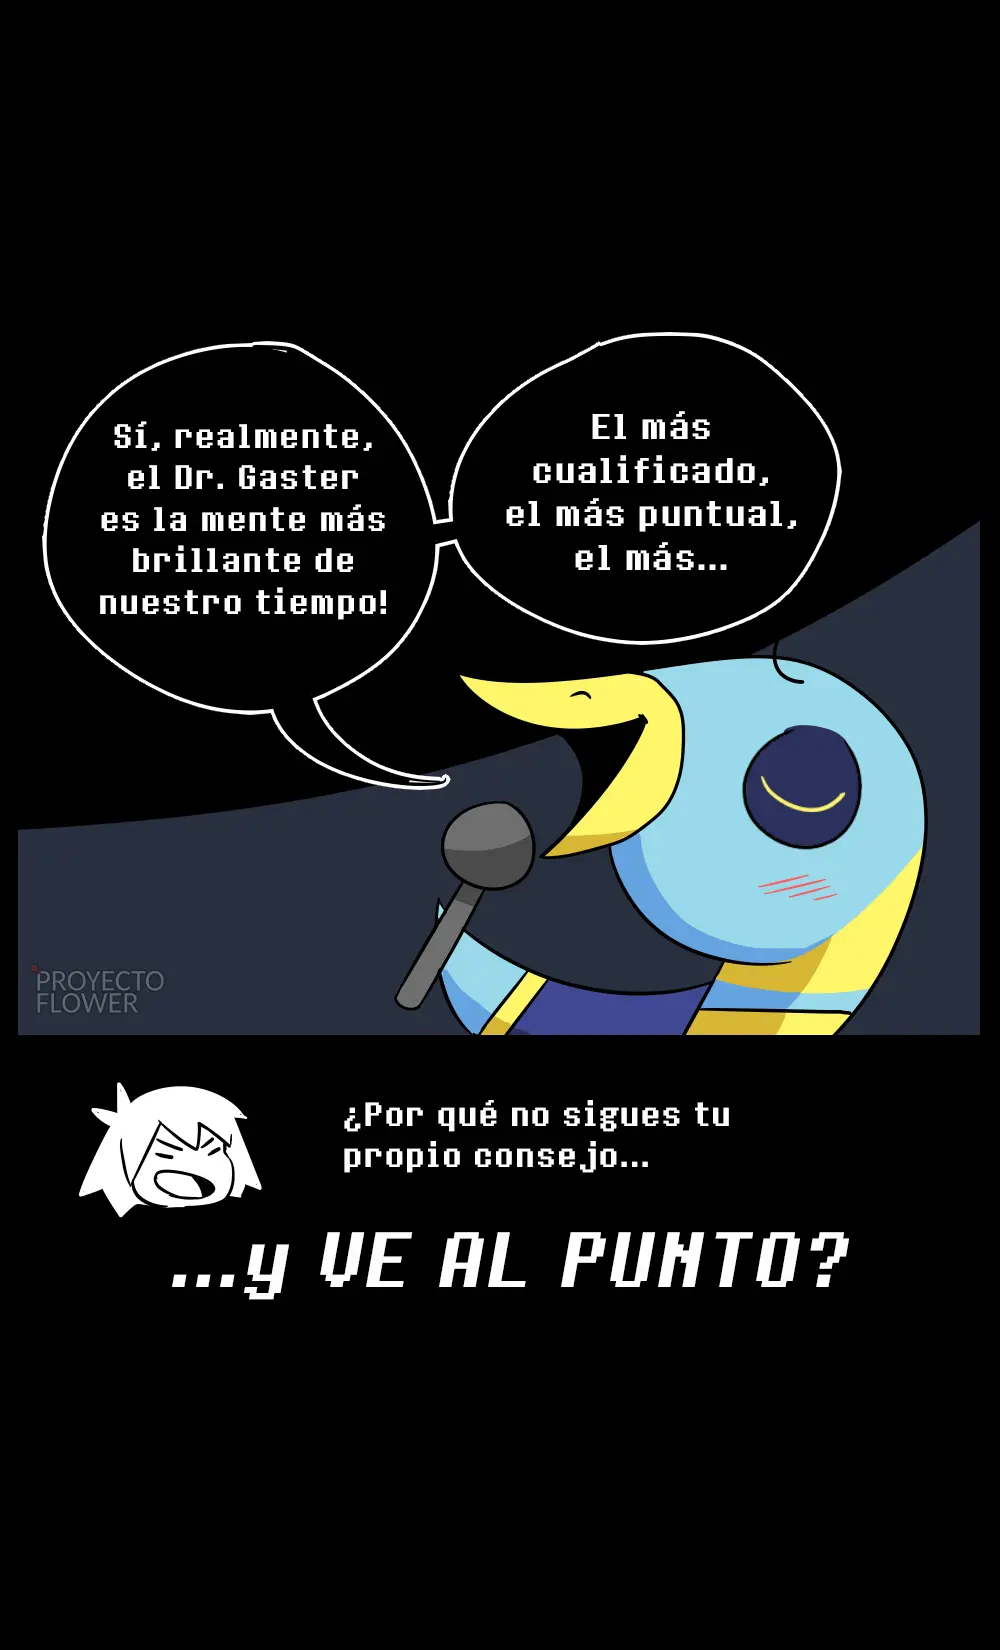 Sí, realmente,
el Dr. Gaster
es la mente más
brillante de
nuestro tiempo!
El más
cualificado,
el más puntual,
el más...
PROYECTO
FLOWER
¿Por qué no sigues tu
propio consejo...
...y VE AL PUNTO?